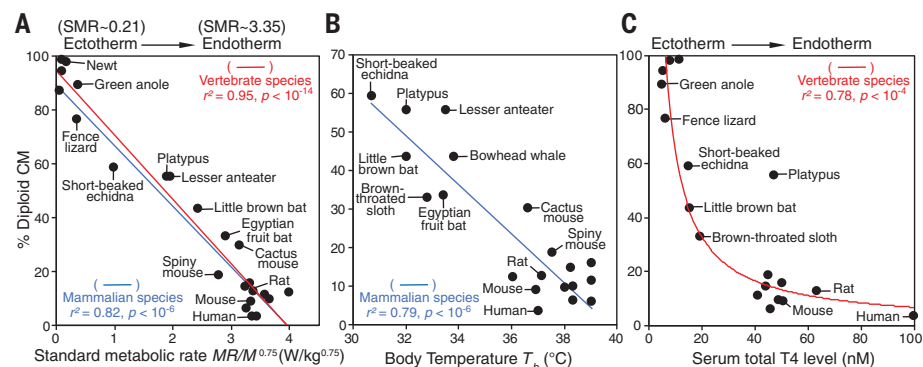 A
(SMR~0.21) (SMR~3.35)
Ectotherm Endotherm
100
80
60
40
20
0
% Diploid CM
Newt
Green anole
( — )
Vertebrate species
r² = 0.95, p < 10⁻¹⁴
Fence
lizard
Platypus
Lesser anteater
Short-beaked
echidna
Little brown bat
Egyptian
fruit bat
Cactus
mouse
Spiny
mouse
( — )
Mammalian species
r² = 0.82, p < 10⁻⁶
Rat
Mouse
Human
0 1 2 3 4
Standard metabolic rate MR/M⁰·⁷⁵(W/kg⁰·⁷⁵)
B
70
60
50
40
30
20
10
0
Short-beaked
echidna
Platypus
Lesser anteater
Little
brown bat
Bowhead whale
Brown-
throated sloth
Egyptian
fruit bat
Cactus
mouse
Spiny
mouse
Rat
Mouse
Human
( — )
Mammalian species
r² = 0.79, p < 10⁻⁶
30 32 34 36 38 40
Body Temperature T_b (°C)
C
Ectotherm Endotherm
100
80
60
40
20
0
( — )
Vertebrate species
r² = 0.78, p < 10⁻⁴
Green anole
Fence lizard
Short-beaked
echidna
Platypus
Little brown bat
Brown-throated sloth
Rat
Mouse
Human
0 20 40 60 80 100
Serum total T4 level (nM)